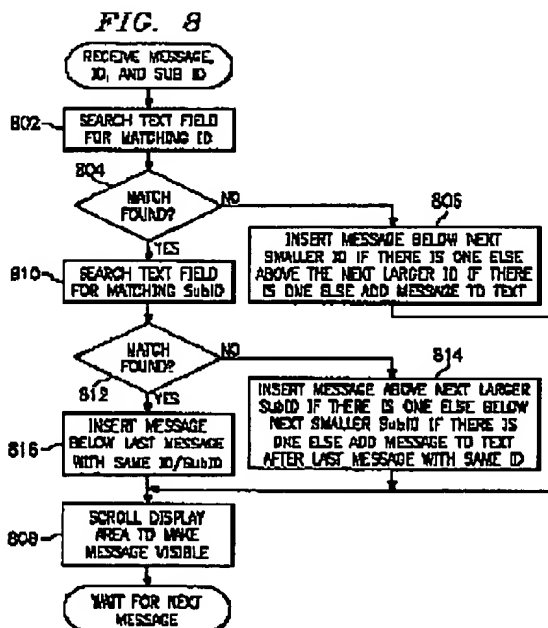 FIG. 8
RECEIVE MESSAGE,
ID, AND SUB ID
802
SEARCH TEXT FIELD
FOR MATCHING ID
804
MATCH
FOUND?
NO
YES
806
INSERT MESSAGE BELOW NEXT
SMALLER ID IF THERE IS ONE ELSE
ABOVE THE NEXT LARGER ID IF THERE
IS ONE ELSE ADD MESSAGE TO TEXT
810
SEARCH TEXT FIELD
FOR MATCHING SubID
MATCH
FOUND?
812
NO
YES
814
INSERT MESSAGE ABOVE NEXT LARGER
SubID IF THERE IS ONE ELSE BELOW
NEXT SMALLER SubID IF THERE IS
ONE ELSE ADD MESSAGE TO TEXT
AFTER LAST MESSAGE WITH SAME ID
816
INSERT MESSAGE
BELOW LAST MESSAGE
WITH SAME ID/SubID
808
SCROLL DISPLAY
AREA TO MAKE
MESSAGE VISIBLE
WAIT FOR NEXT
MESSAGE